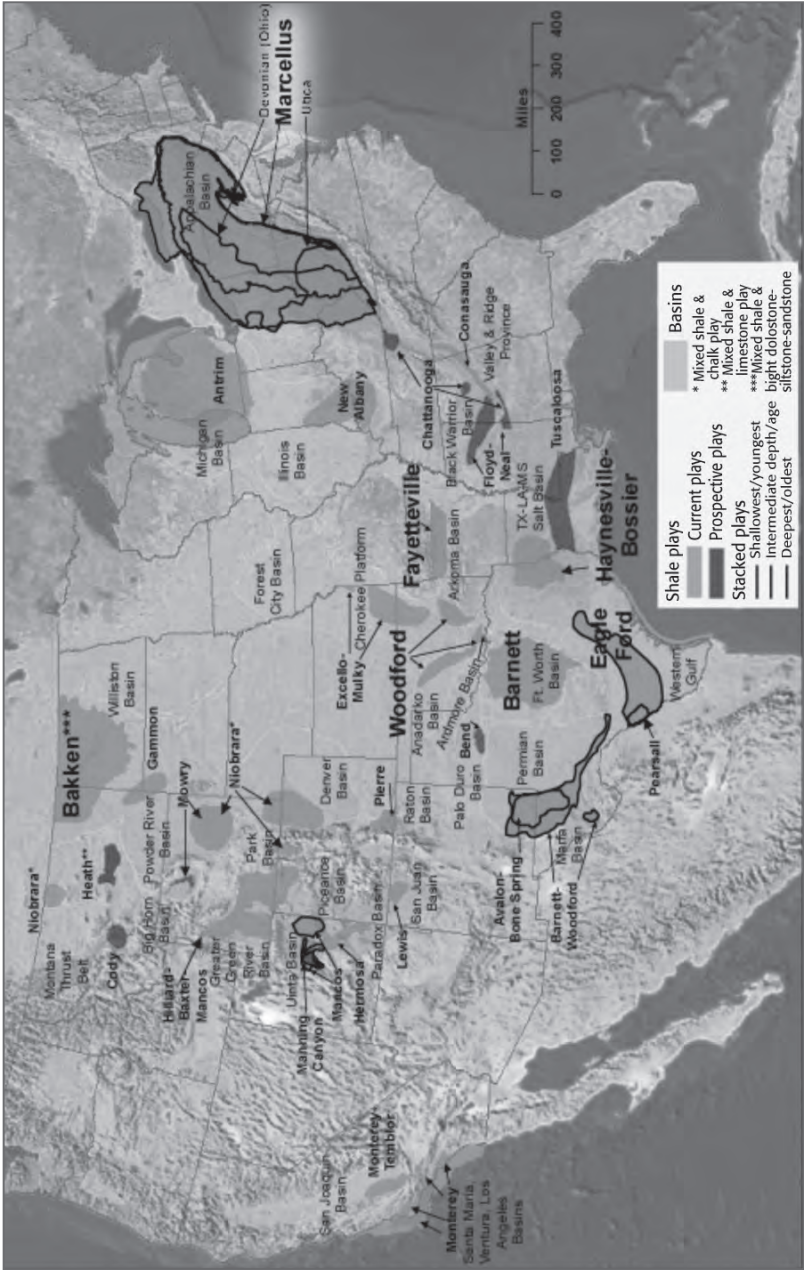 Montana
Thrust
Belt
Niobrara*
Heath**
Cody
Bakken***
Williston
Basin
Gammon
Powder River
Basin
Mowry
Big Horn
Basin
Hilliard-
Baxter-
Mancos
Greater
Green
River
Basin
Niobrara*
Park
Basin
Denver
Basin
Uinta Basin
Piceance
Basin
Manning
Canyon
Mancos
Hermosa
Paradox Basin
Pierre
Raton
Basin
Lewis
San Juan
Basin
San Joaquin
Basin
Monterey-
Temblor
Monterey
Santa Maria,
Ventura, Los
Angeles
Basins
Forest
City Basin
Excello-
Mulky
Cherokee Platform
Woodford
Anadarko
Basin
Ardmore Basin
Bend
Palo Duro
Basin
Permian
Basin
Avalon-
Bone Spring
Barnett-
Woodford
Marfa
Basin
Barnett
Ft. Worth
Basin
Eagle
Ford
Pearsall
Western
Gulf
Fayetteville
Arkoma Basin
TX-LA-MS
Salt Basin
Haynesville-
Bossier
Tuscaloosa
Floyd-
Neal
Black Warrior
Basin
Chattanooga
Conasauga
Valley & Ridge
Province
Michigan
Basin
Antrim
Illinois
Basin
New
Albany
Appalachian
Basin
Devonian (Ohio)
Marcellus
Utica
Miles
0 100 200 300 400
Shale plays
Current plays
Prospective plays
Stacked plays
Shallowest/youngest
Intermediate depth/age
Deepest/oldest
Basins
* Mixed shale &
chalk play
** Mixed shale &
limestone play
***Mixed shale &
bight dolostone-
siltstone-sandstone